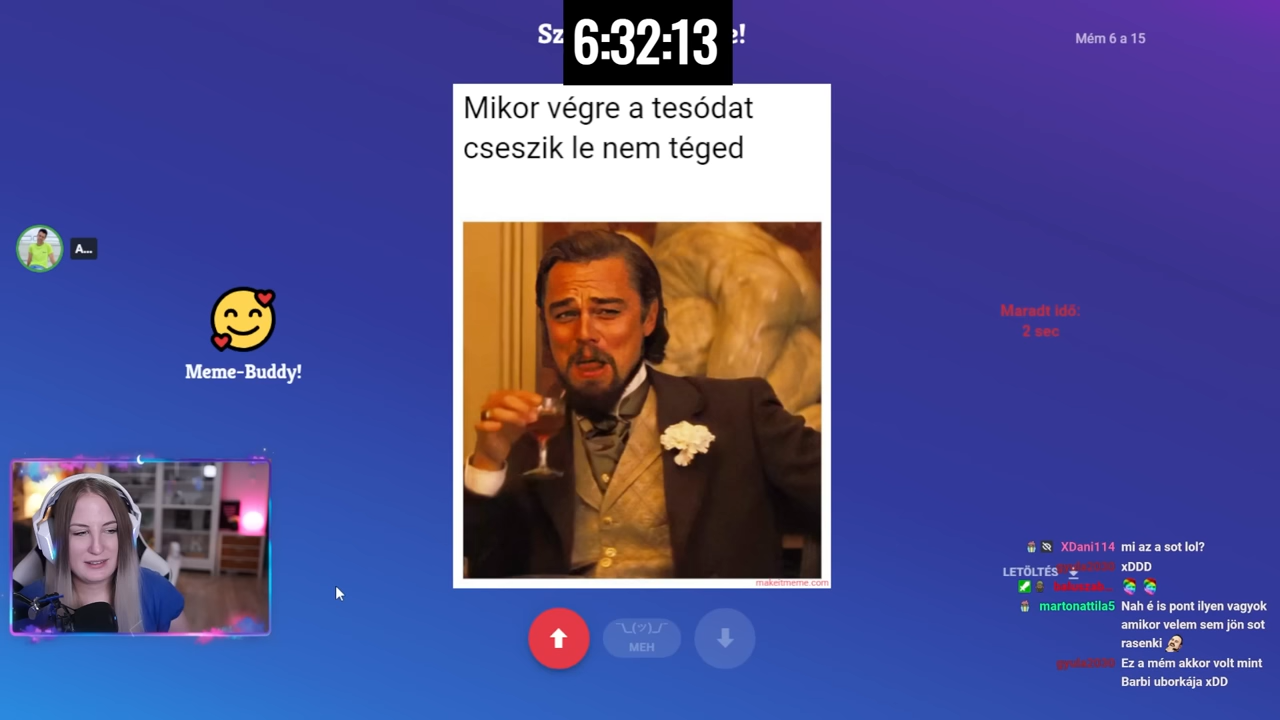 Sz
6:32:13
e!
Mém 6 a 15
Mikor végre a tesódat
cseszik le nem téged
A...
Meme-Buddy!
Maradt idő:
2 sec
makeitmeme.com
¯\_(ツ)_/¯
MEH
LETÖLTÉS
XDani114 mi az a sot lol?
xDDD
martonattila5 Nah é is pont ilyen vagyok
amikor velem sem jön sot
rasenki
Ez a mém akkor volt mint
Barbi uborkája xDD